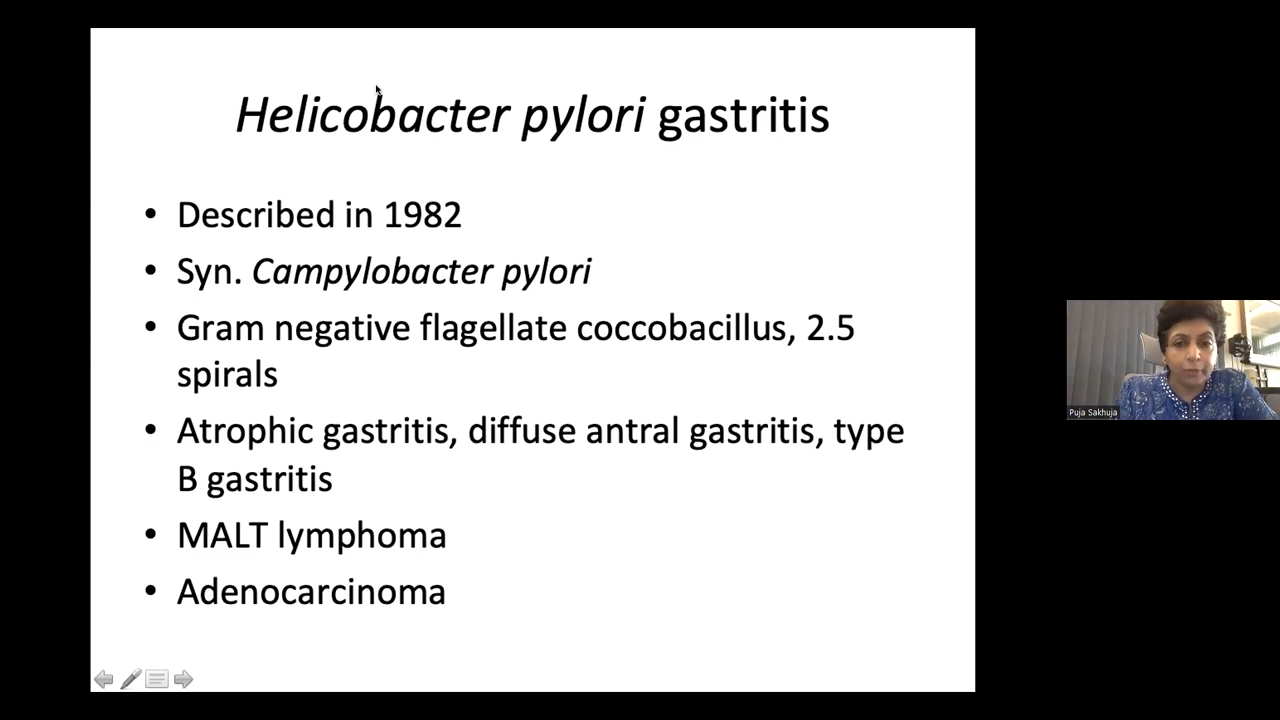 Helicobacter pylori gastritis
• Described in 1982
• Syn. Campylobacter pylori
• Gram negative flagellate coccobacillus, 2.5
spirals
• Atrophic gastritis, diffuse antral gastritis, type
B gastritis
• MALT lymphoma
• Adenocarcinoma
Puja Sakhuja